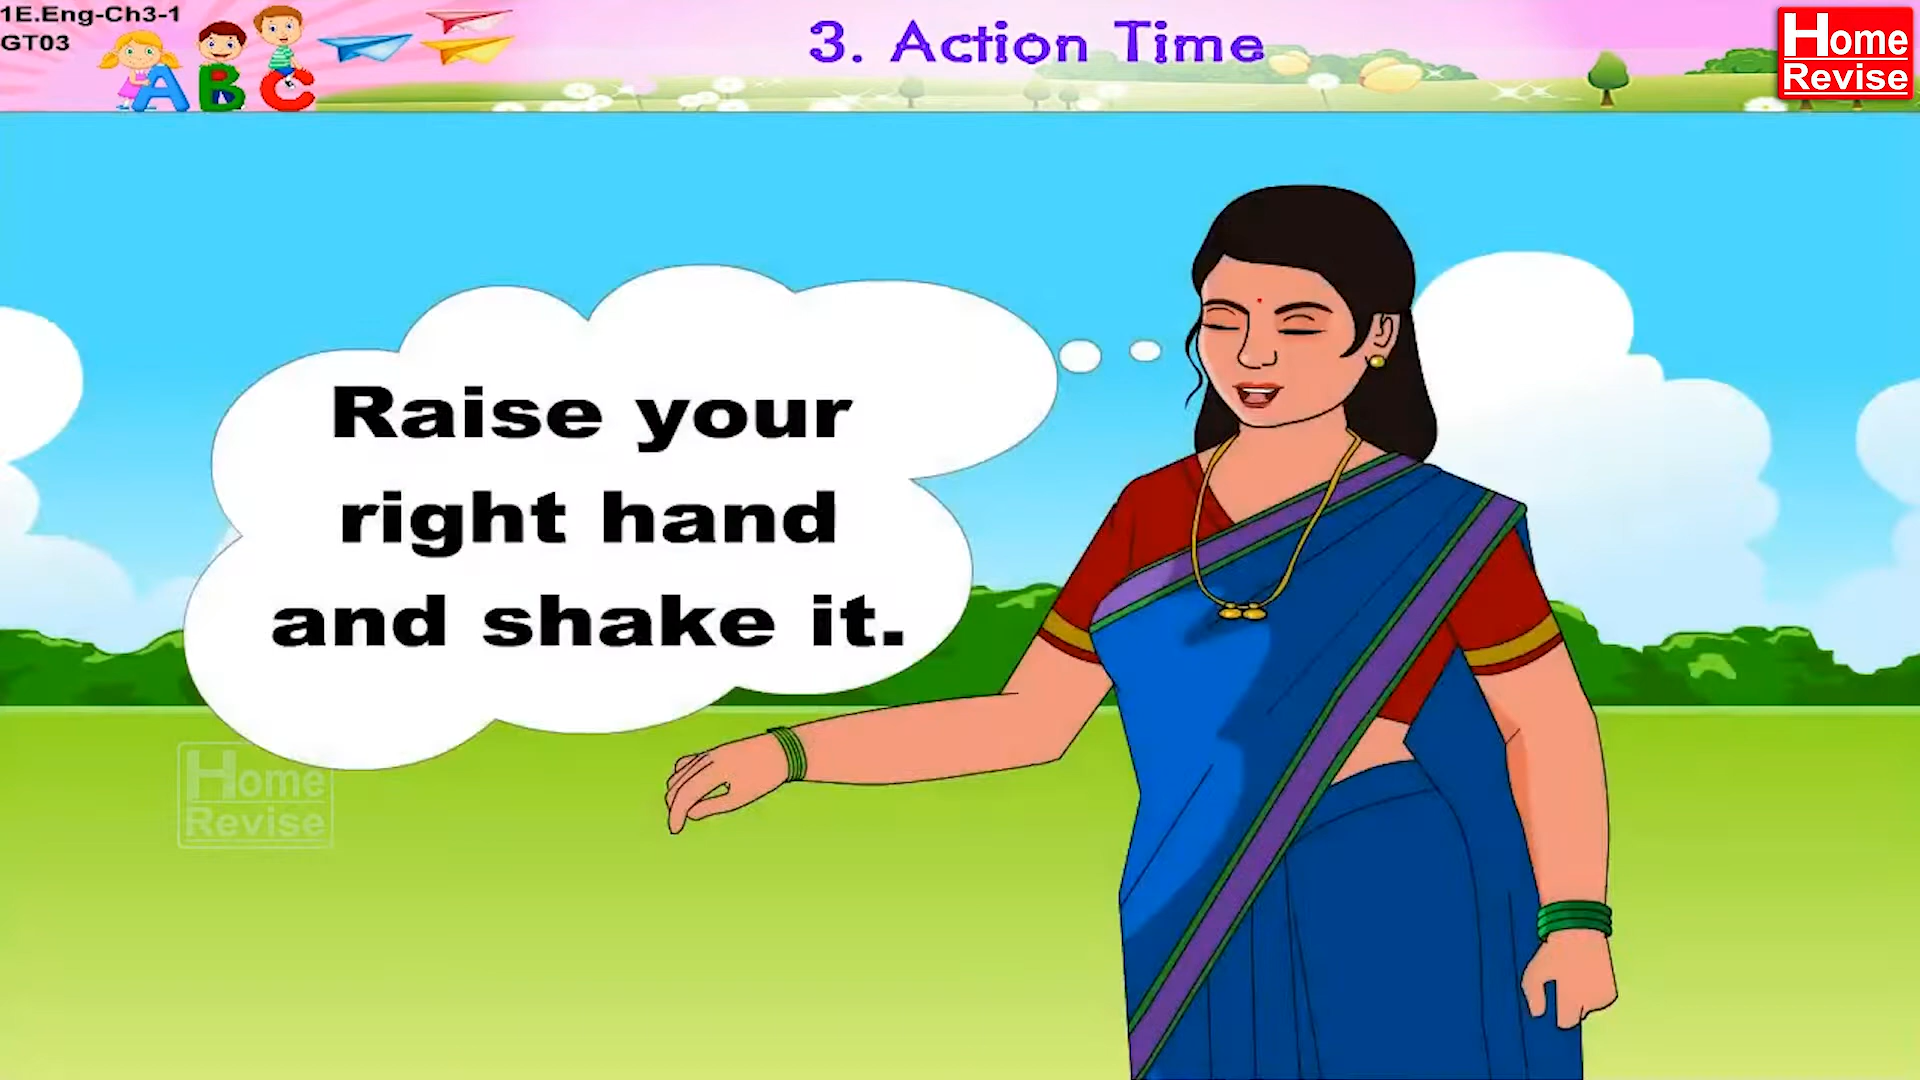 1E.Eng-Ch3-1
GT03
A B C
3. Action Time
Home
Revise
Raise your
right hand
and shake it.
Home
Revise